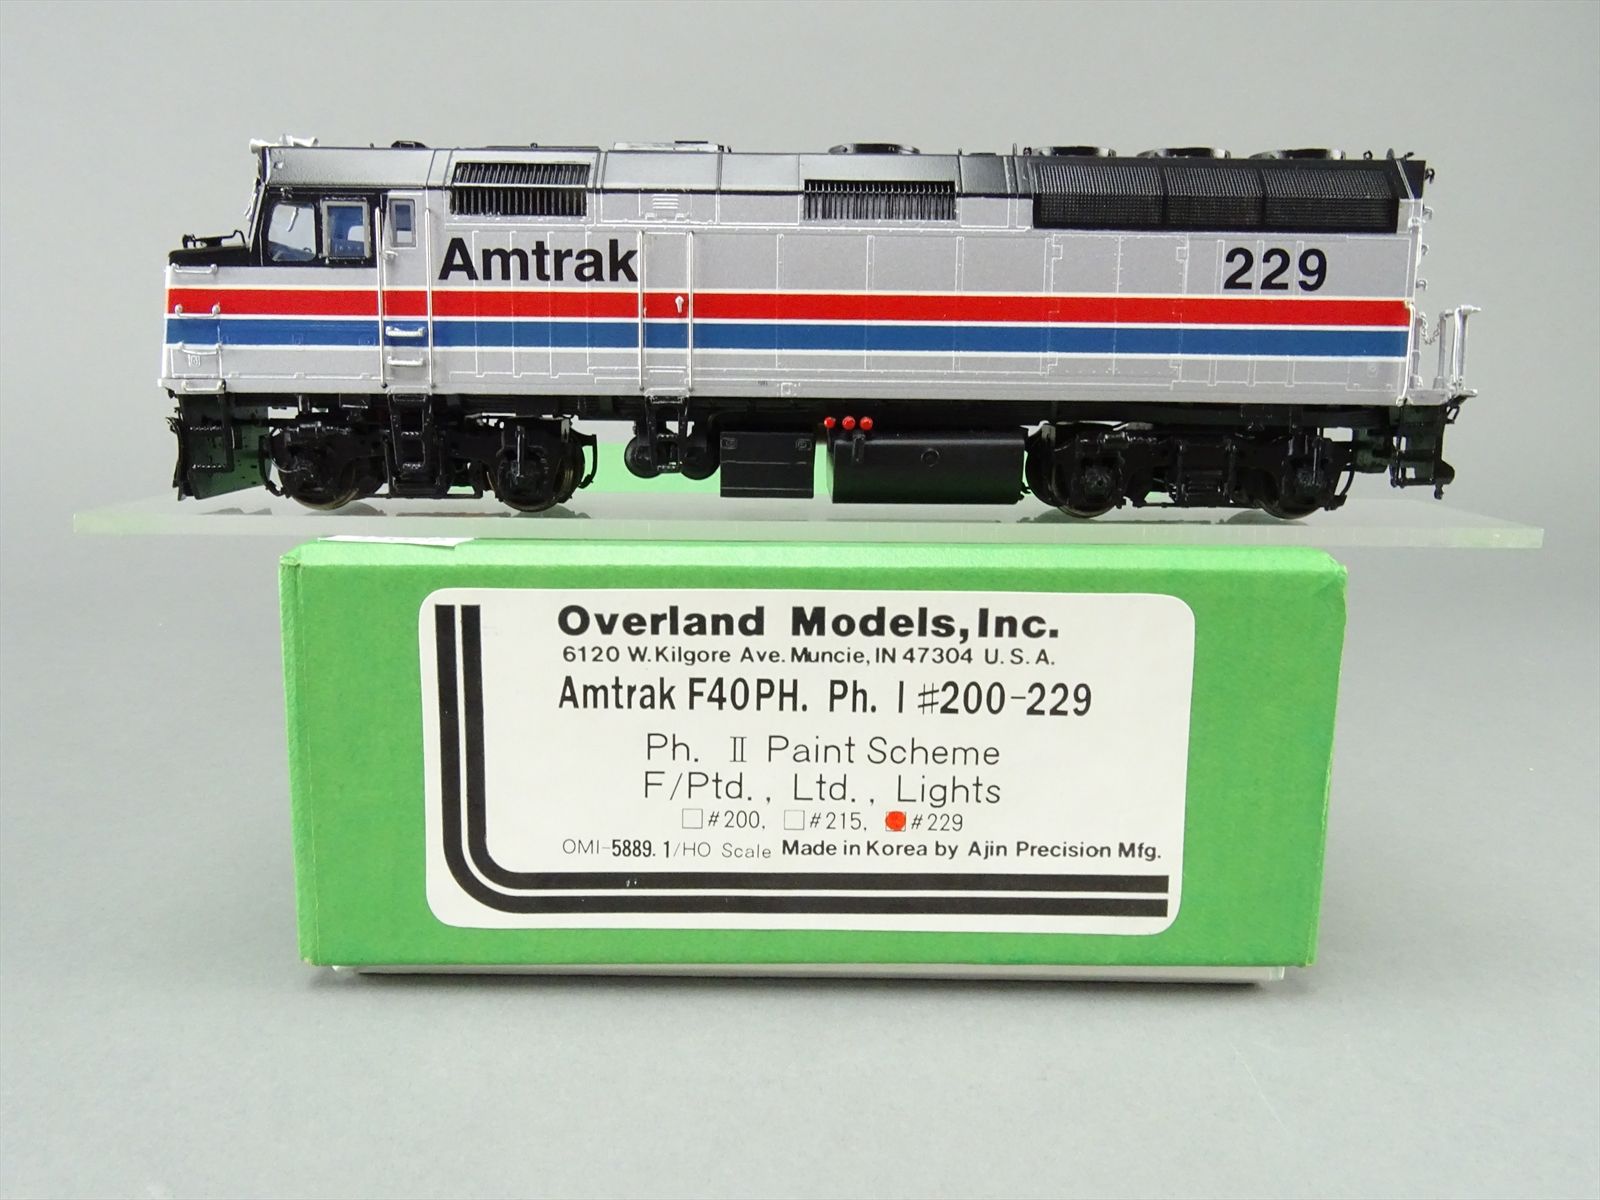 Amtrak
229
Overland Models, Inc.
6120 W. Kilgore Ave. Muncie, IN 47304 U.S.A.
Amtrak F40PH. Ph. I #200-229
Ph. II Paint Scheme
F/Ptd., Ltd., Lights
#200, #215, #229
OMI-5889.1/HO Scale Made in Korea by Ajin Precision Mfg.